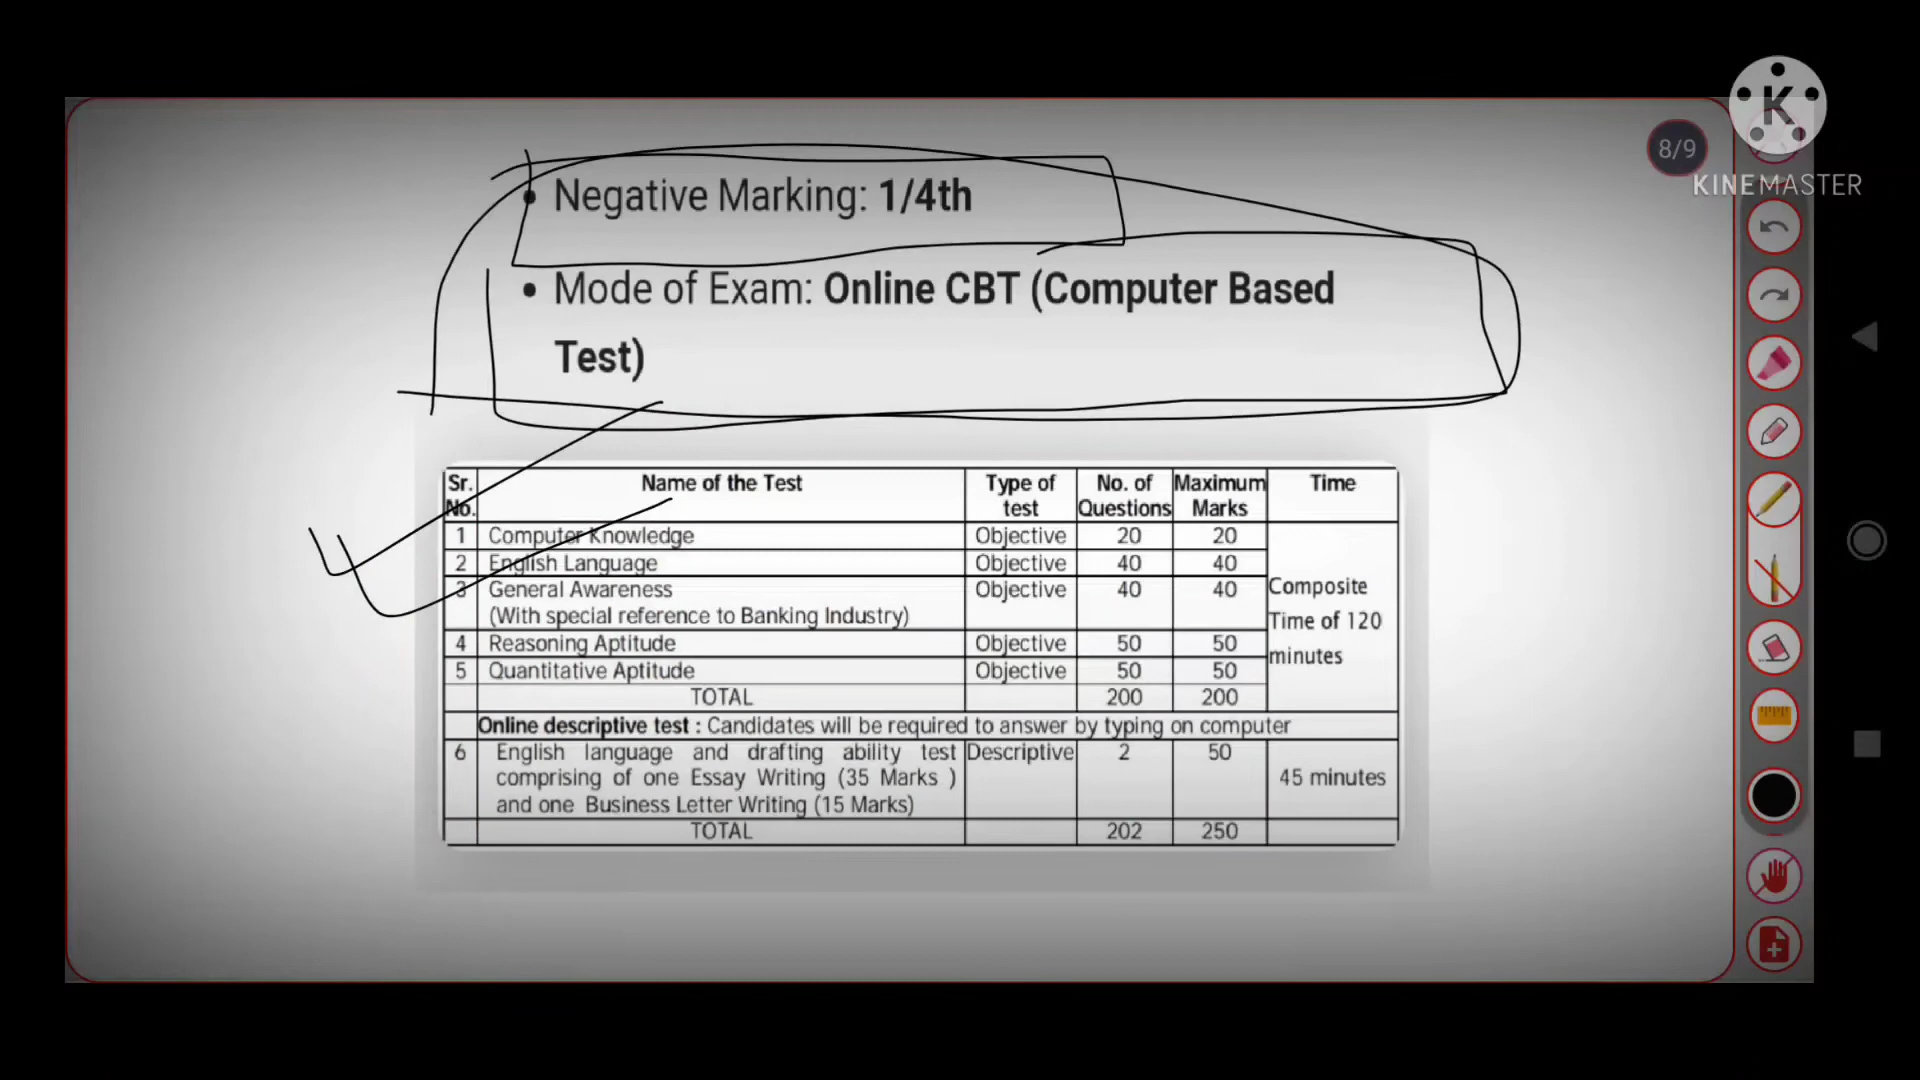 8/9
KINEMASTER
• Negative Marking: 1/4th
• Mode of Exam: Online CBT (Computer Based
Test)
Sr. No. Name of the Test Type of test No. of Questions Maximum Marks Time
1 Computer Knowledge Objective 20 20
2 English Language Objective 40 40
3 General Awareness Objective 40 40
(With special reference to Banking Industry)
4 Reasoning Aptitude Objective 50 50
5 Quantitative Aptitude Objective 50 50
Composite
Time of 120
minutes
TOTAL 200 200
Online descriptive test : Candidates will be required to answer by typing on computer
6 English language and drafting ability test Descriptive 2 50
comprising of one Essay Writing (35 Marks ) 45 minutes
and one Business Letter Writing (15 Marks)
TOTAL 202 250